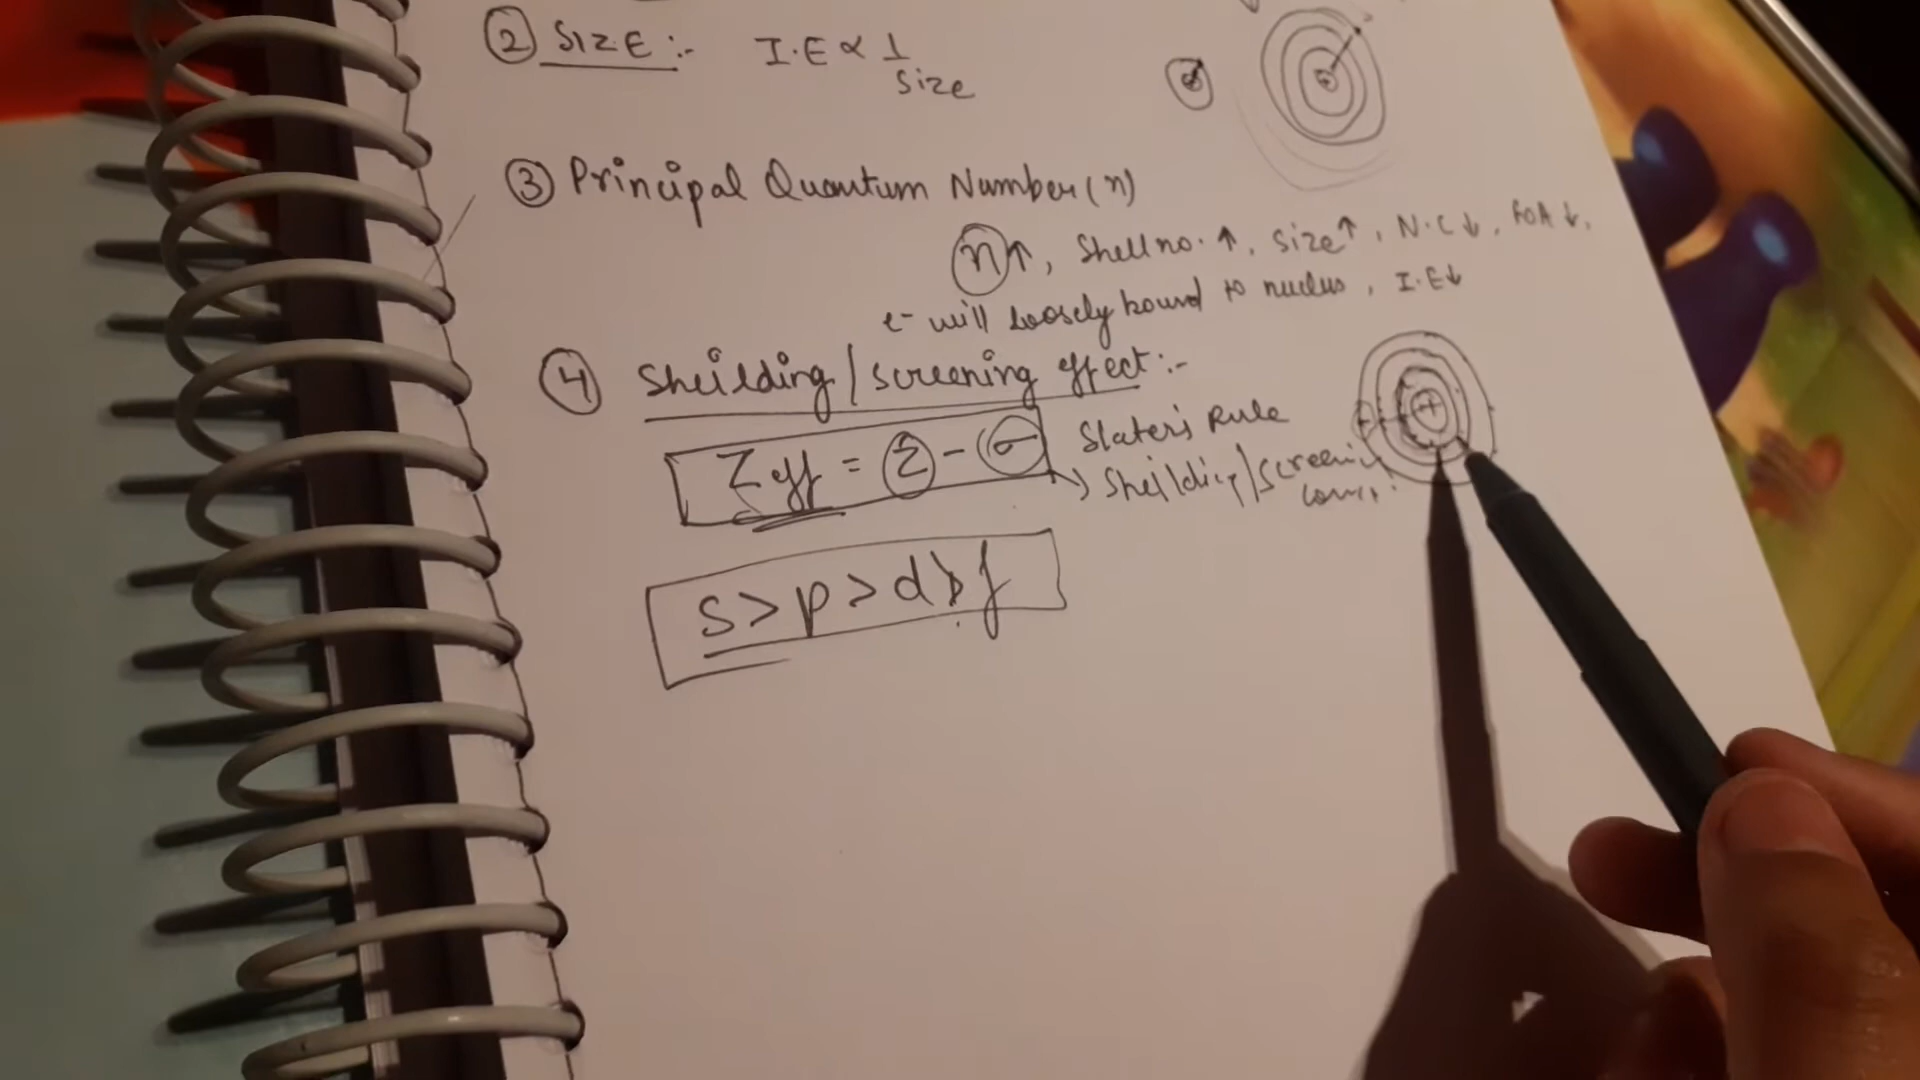 ② SIZE :- I.E ∝ 1/Size
③ Principal Quantum Number (n)
n↑, Shell no. ↑, Size↑, N.C↓, FOA↓,
e- will loosely bound to nucleus, I.E↓
④ Sheilding/screening effect :-
Zeff = Z - σ Slater's Rule
Sheilding/screening
s > p > d > f